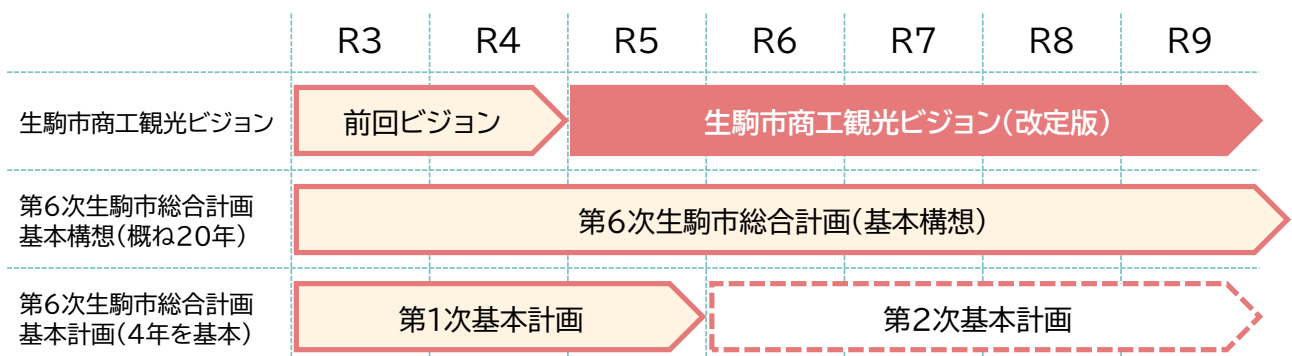 R3 R4 R5 R6 R7 R8 R9
生駒市商工観光ビジョン
前回ビジョン
生駒市商工観光ビジョン(改定版)
第6次生駒市総合計画
基本構想(概ね20年)
第6次生駒市総合計画(基本構想)
第6次生駒市総合計画
基本計画(4年を基本)
第1次基本計画
第2次基本計画